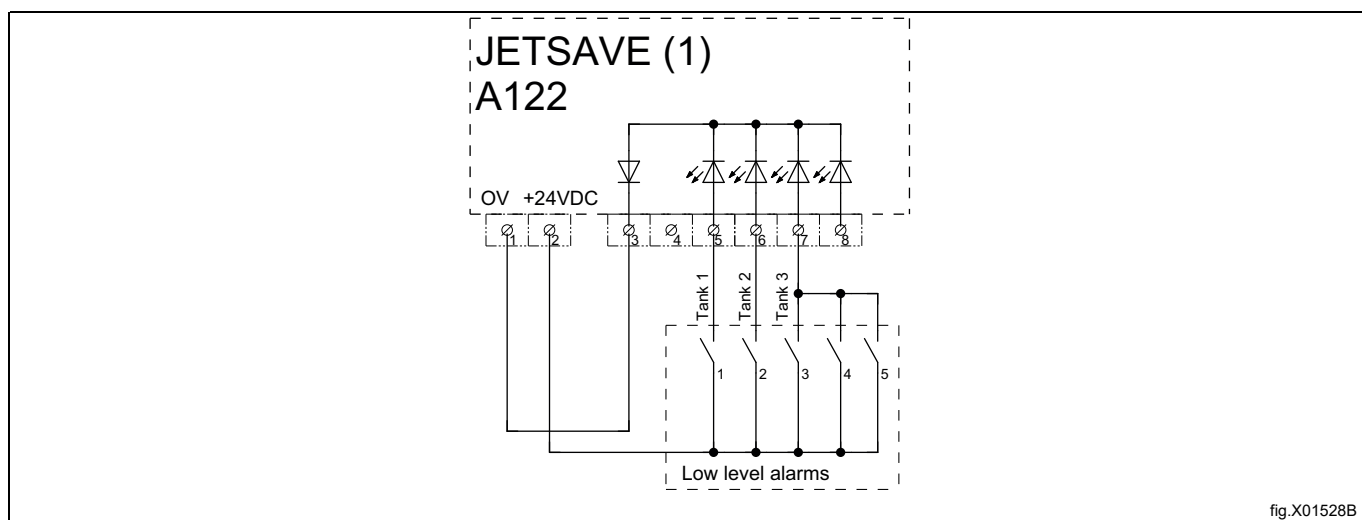 JETSAVE (1)
A122
OV +24VDC
1 2 3 4 5 6 7 8
Tank 1
Tank 2
Tank 3
1 2 3 4 5
Low level alarms
fig.X01528B